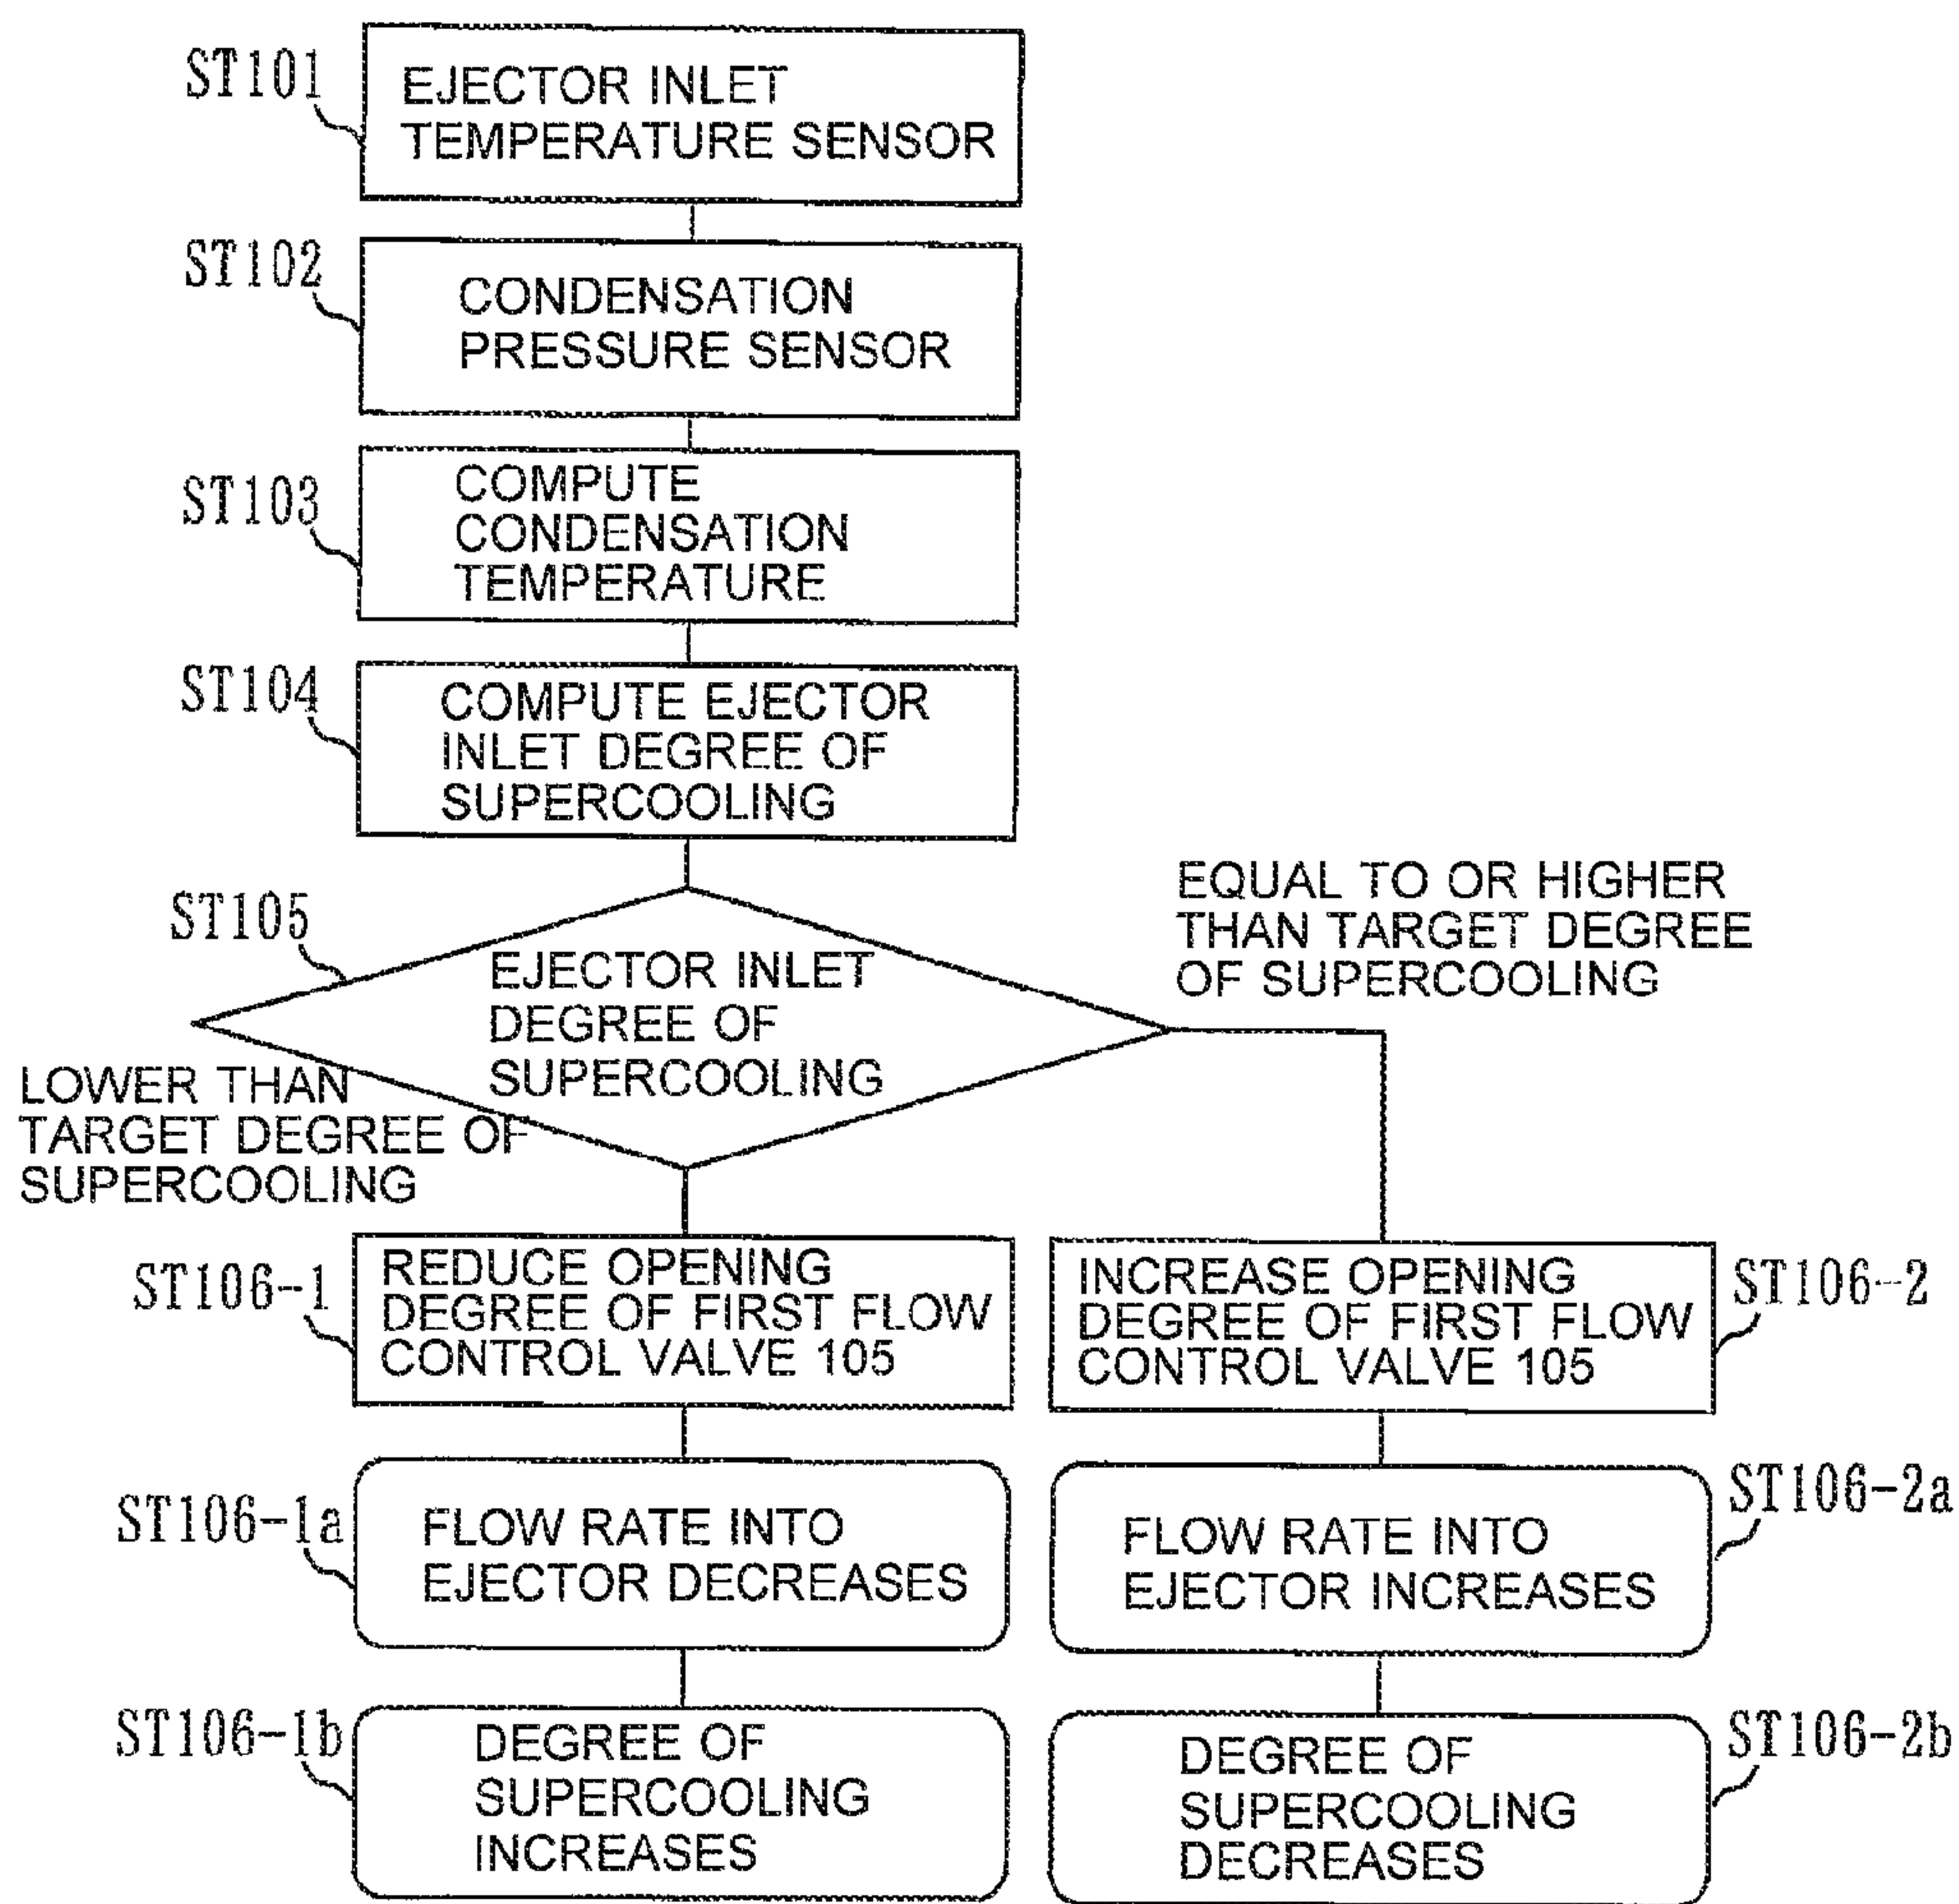 ST101
EJECTOR INLET
TEMPERATURE SENSOR
ST102
CONDENSATION
PRESSURE SENSOR
ST103
COMPUTE
CONDENSATION
TEMPERATURE
ST104
COMPUTE EJECTOR
INLET DEGREE OF
SUPERCOOLING
ST105
EJECTOR INLET
DEGREE OF
SUPERCOOLING
EQUAL TO OR HIGHER
THAN TARGET DEGREE
OF SUPERCOOLING
LOWER THAN
TARGET DEGREE OF
SUPERCOOLING
ST106-1
REDUCE OPENING
DEGREE OF FIRST FLOW
CONTROL VALVE 105
INCREASE OPENING
DEGREE OF FIRST FLOW
CONTROL VALVE 105
ST106-2
ST106-1a
FLOW RATE INTO
EJECTOR DECREASES
FLOW RATE INTO
EJECTOR INCREASES
ST106-2a
ST106-1b
DEGREE OF
SUPERCOOLING
INCREASES
DEGREE OF
SUPERCOOLING
DECREASES
ST106-2b